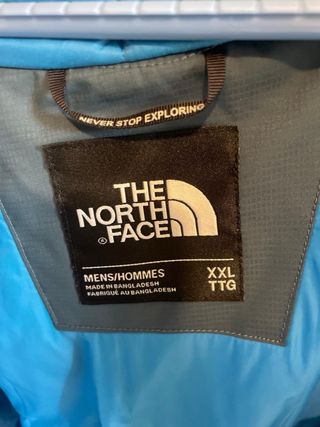 NEVER STOP EXPLORING
THE
NORTH
FACE
®
MENS/HOMMES
MADE IN BANGLADESH
FABRIQUÉ AU BANGLADESH
XXL
TTG